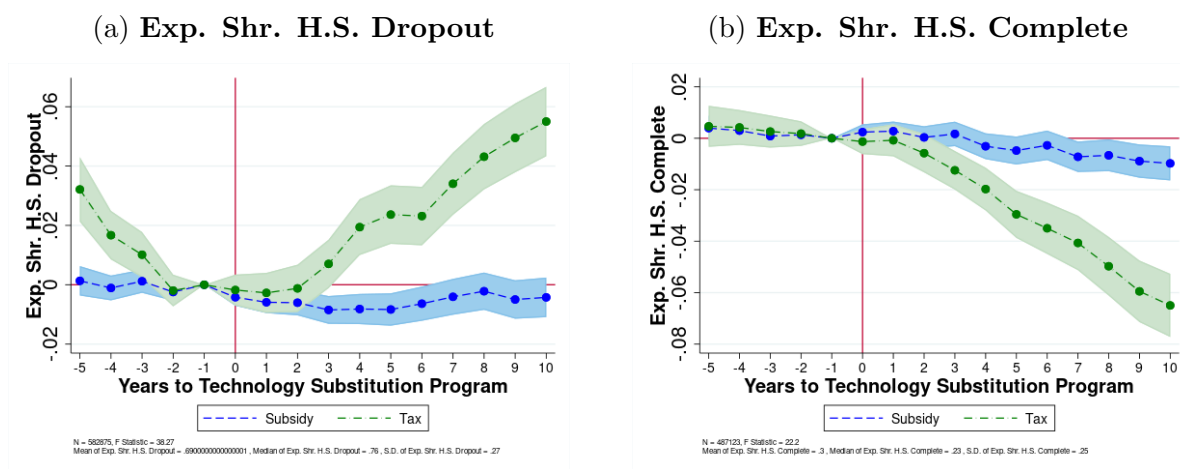 (a) Exp. Shr. H.S. Dropout
Exp. Shr. H.S. Dropout
.06
.04
.02
0
-.02
-5 -4 -3 -2 -1 0 1 2 3 4 5 6 7 8 9 10
Years to Technology Substitution Program
Subsidy Tax
N = 582875, F Statistic = 38.27
Mean of Exp. Shr. H.S. Dropout = .6900000000000001 , Median of Exp. Shr. H.S. Dropout = .76 , S.D. of Exp. Shr. H.S. Dropout = .27
(b) Exp. Shr. H.S. Complete
Exp. Shr. H.S. Complete
.02
0
-.02
-.04
-.06
-.08
-5 -4 -3 -2 -1 0 1 2 3 4 5 6 7 8 9 10
Years to Technology Substitution Program
Subsidy Tax
N = 487123, F Statistic = 22.2
Mean of Exp. Shr. H.S. Complete = .3 , Median of Exp. Shr. H.S. Complete = .23 , S.D. of Exp. Shr. H.S. Complete = .25